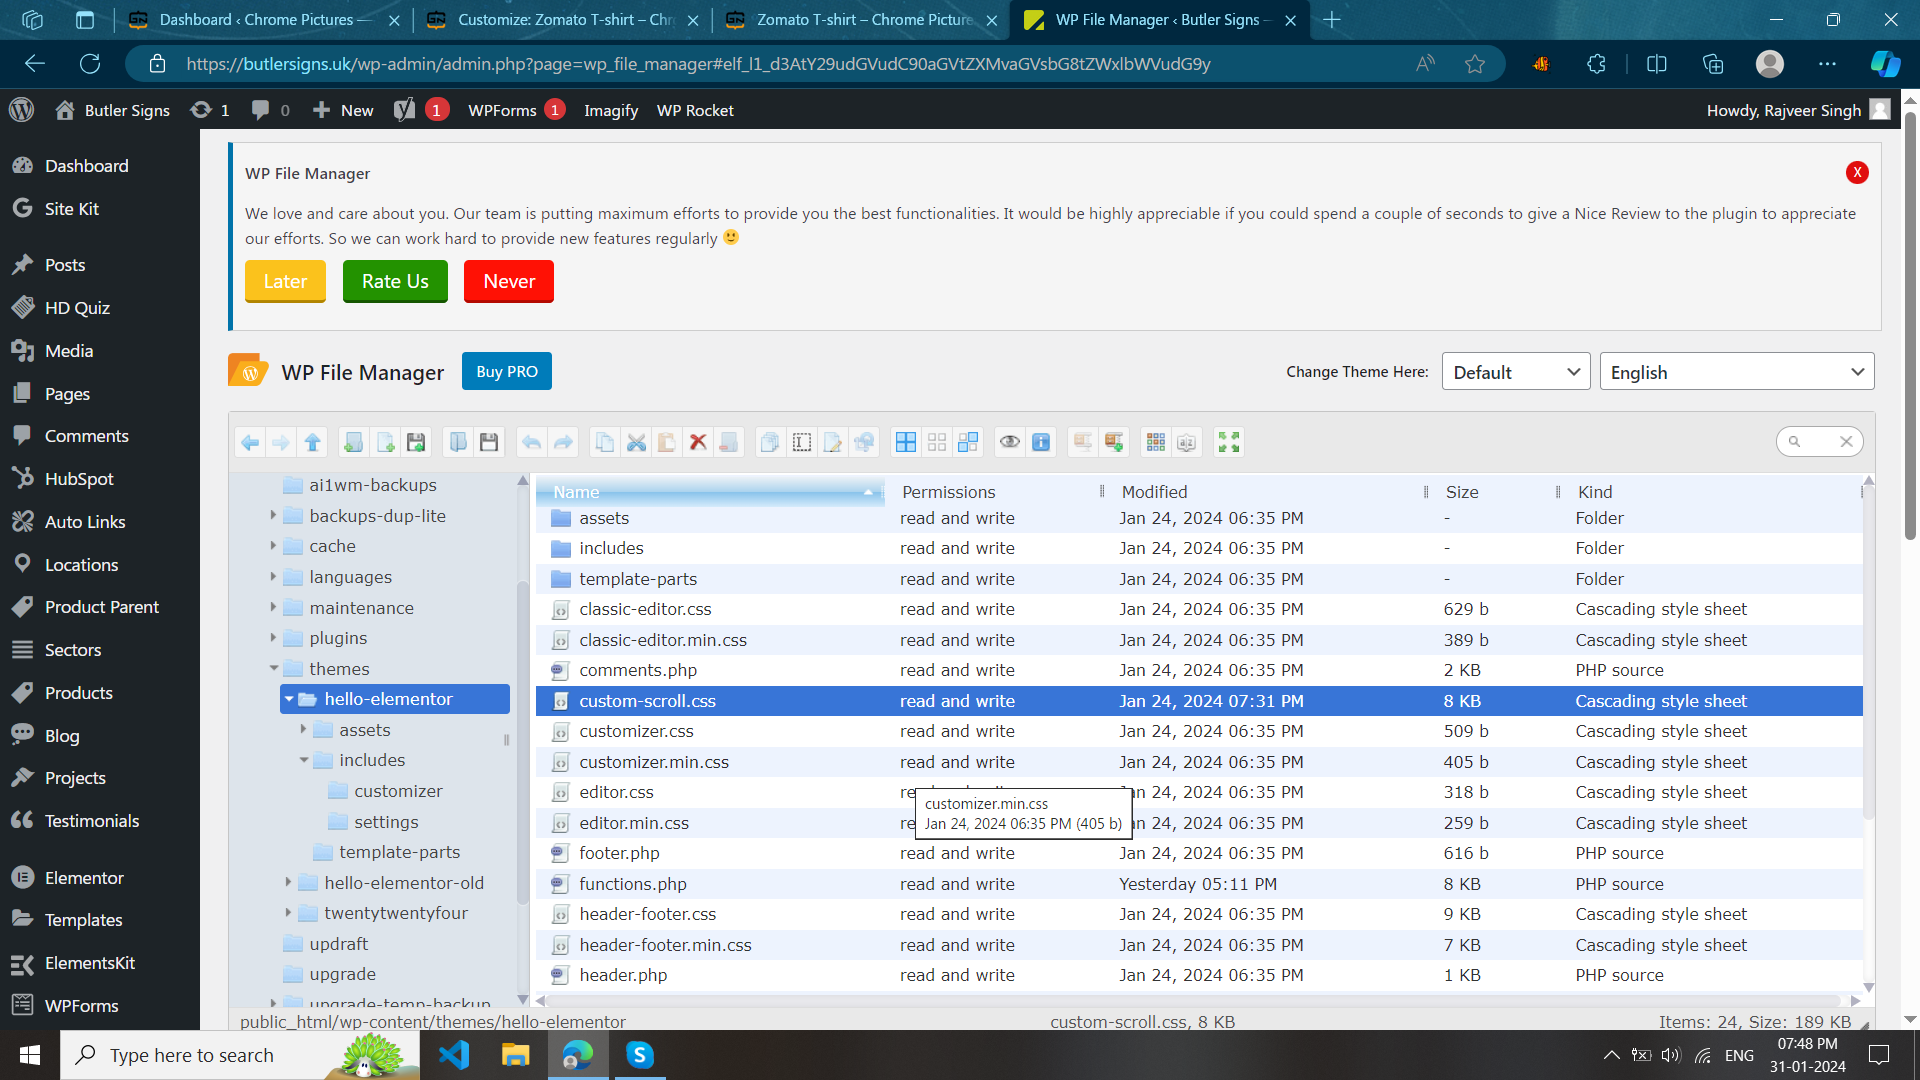 Dashboard ‹ Chrome Pictures —
Customize: Zomato T-shirt – Chr
Zomato T-shirt – Chrome Picture
WP File Manager ‹ Butler Signs —
https://butlersigns.uk/wp-admin/admin.php?page=wp_file_manager#elf_l1_d3AtY29udGVudC90aGVtZXMvaGVsbG8tZWxlbWVudG9y
Butler Signs
1
0
New
1
WPForms 1
Imagify
WP Rocket
Howdy, Rajveer Singh
Dashboard
Site Kit
Posts
HD Quiz
Media
Pages
Comments
HubSpot
Auto Links
Locations
Product Parent
Sectors
Products
Blog
Projects
Testimonials
Elementor
Templates
ElementsKit
WPForms
WP File Manager
X
We love and care about you. Our team is putting maximum efforts to provide you the best functionalities. It would be highly appreciable if you could spend a couple of seconds to give a Nice Review to the plugin to appreciate
our efforts. So we can work hard to provide new features regularly 🙂
Later
Rate Us
Never
WP File Manager
Buy PRO
Change Theme Here:
Default
English
ai1wm-backups
backups-dup-lite
cache
languages
maintenance
plugins
themes
hello-elementor
assets
includes
customizer
settings
template-parts
hello-elementor-old
twentytwentyfour
updraft
upgrade
upgrade-temp-backup
Name Permissions Modified Size Kind
assets read and write Jan 24, 2024 06:35 PM - Folder
includes read and write Jan 24, 2024 06:35 PM - Folder
template-parts read and write Jan 24, 2024 06:35 PM - Folder
classic-editor.css read and write Jan 24, 2024 06:35 PM 629 b Cascading style sheet
classic-editor.min.css read and write Jan 24, 2024 06:35 PM 389 b Cascading style sheet
comments.php read and write Jan 24, 2024 06:35 PM 2 KB PHP source
custom-scroll.css read and write Jan 24, 2024 07:31 PM 8 KB Cascading style sheet
customizer.css read and write Jan 24, 2024 06:35 PM 509 b Cascading style sheet
customizer.min.css read and write Jan 24, 2024 06:35 PM 405 b Cascading style sheet
editor.css n 24, 2024 06:35 PM 318 b Cascading style sheet
customizer.min.css
Jan 24, 2024 06:35 PM (405 b)
editor.min.css re n 24, 2024 06:35 PM 259 b Cascading style sheet
footer.php read and write Jan 24, 2024 06:35 PM 616 b PHP source
functions.php read and write Yesterday 05:11 PM 8 KB PHP source
header-footer.css read and write Jan 24, 2024 06:35 PM 9 KB Cascading style sheet
header-footer.min.css read and write Jan 24, 2024 06:35 PM 7 KB Cascading style sheet
header.php read and write Jan 24, 2024 06:35 PM 1 KB PHP source
public_html/wp-content/themes/hello-elementor
custom-scroll.css, 8 KB
Items: 24, Size: 189 KB
Type here to search
ENG
07:48 PM
31-01-2024